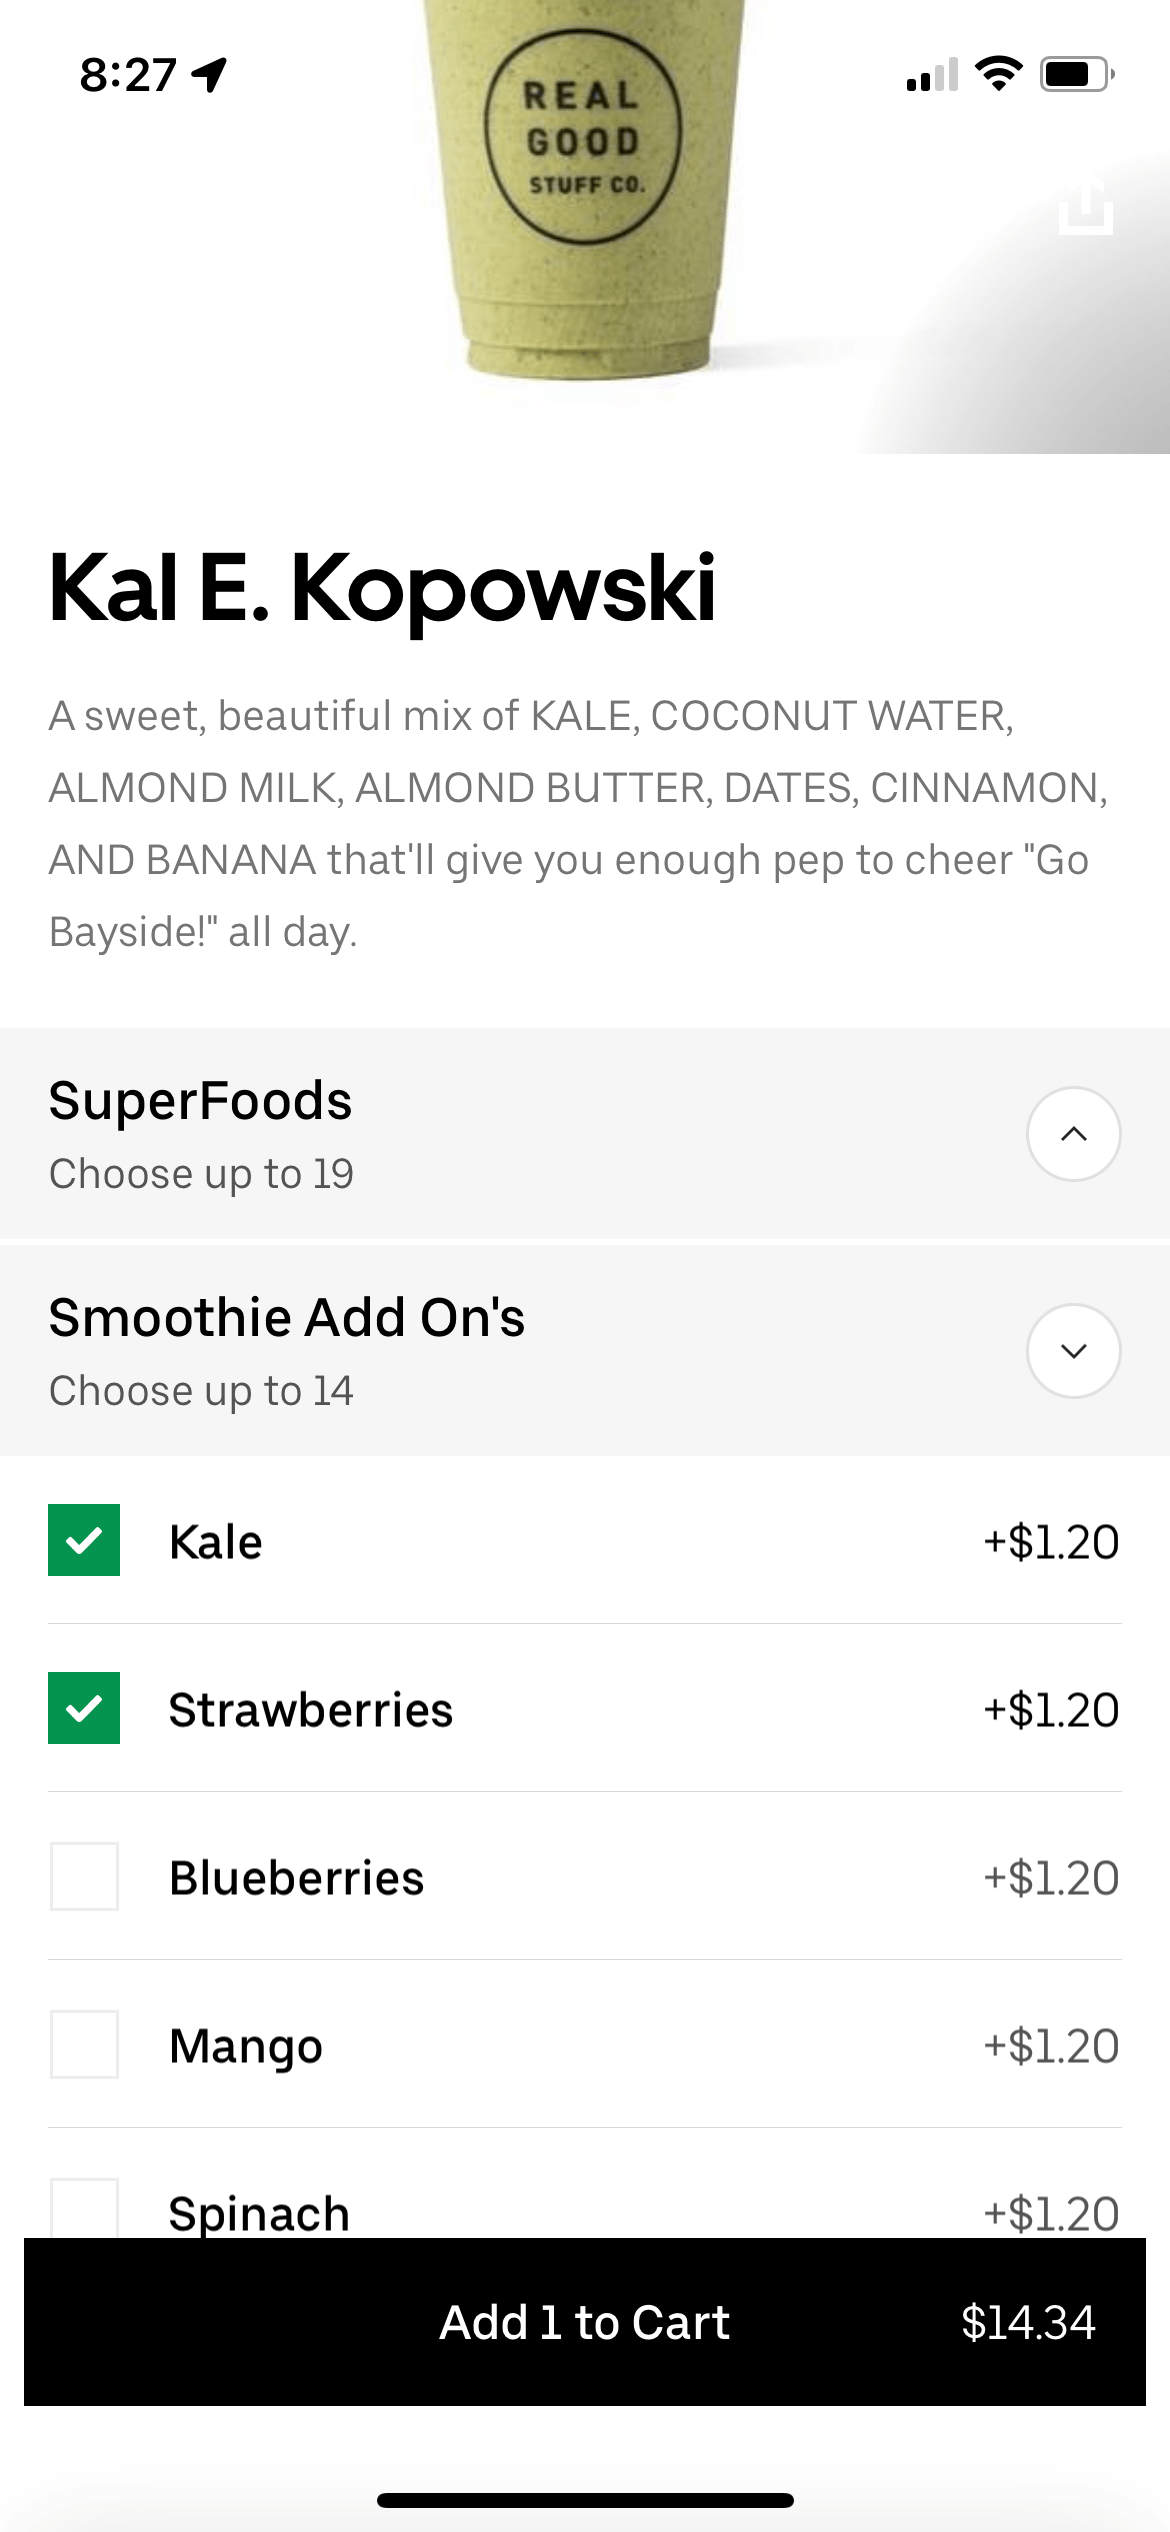 8:27
REAL
GOOD
STUFF CO.
Kal E. Kopowski
A sweet, beautiful mix of KALE, COCONUT WATER,
ALMOND MILK, ALMOND BUTTER, DATES, CINNAMON,
AND BANANA that'll give you enough pep to cheer "Go
Bayside!" all day.
SuperFoods
Choose up to 19
Smoothie Add On's
Choose up to 14
Kale +$1.20
Strawberries +$1.20
Blueberries +$1.20
Mango +$1.20
Spinach +$1.20
Add 1 to Cart $14.34